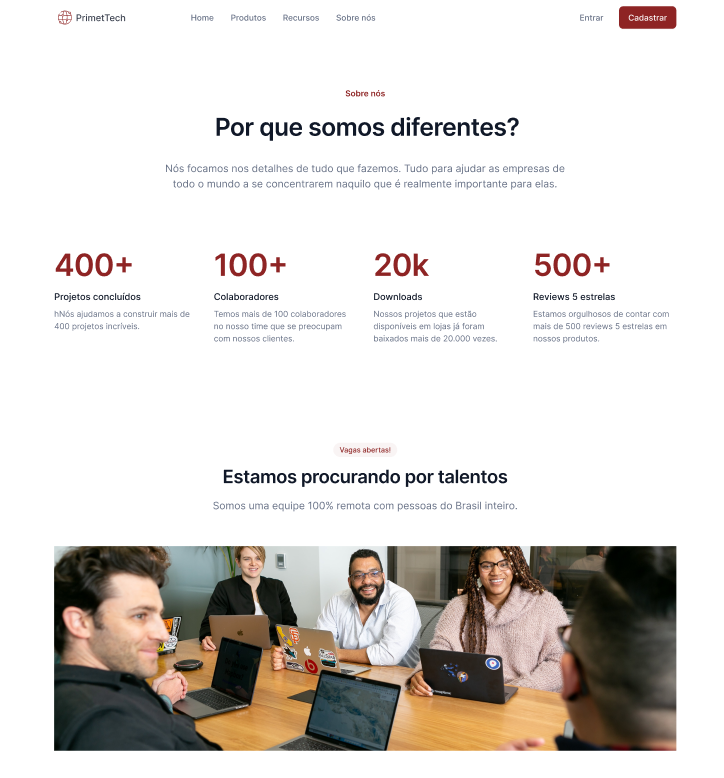 PrimetTech
Home Produtos Recursos Sobre nós
Entrar Cadastrar
Sobre nós
Por que somos diferentes?
Nós focamos nos detalhes de tudo que fazemos. Tudo para ajudar as empresas de
todo o mundo a se concentrarem naquilo que é realmente importante para elas.
400+
Projetos concluídos
hNós ajudamos a construir mais de
400 projetos incríveis.
100+
Colaboradores
Temos mais de 100 colaboradores
no nosso time que se preocupam
com nossos clientes.
20k
Downloads
Nossos projetos que estão
disponíveis em lojas já foram
baixados mais de 20.000 vezes.
500+
Reviews 5 estrelas
Estamos orgulhosos de contar com
mais de 500 reviews 5 estrelas em
nossos produtos.
Vagas abertas!
Estamos procurando por talentos
Somos uma equipe 100% remota com pessoas do Brasil inteiro.